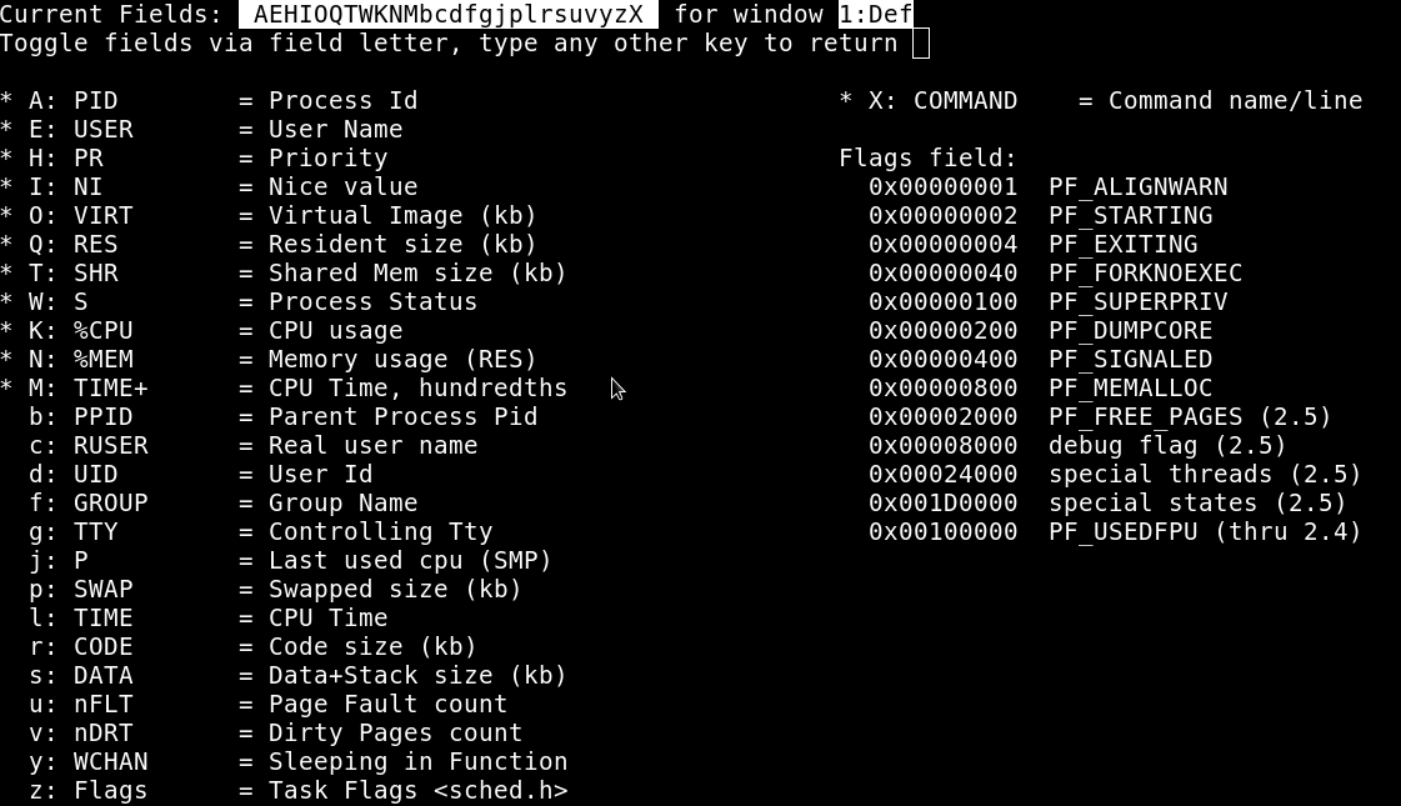 Current Fields:  AEHIOQTWKNMbcdfgjplrsuvyzX  for window 1:Def
Toggle fields via field letter, type any other key to return
* A: PID        = Process Id
* E: USER       = User Name
* H: PR         = Priority
* I: NI         = Nice value
* O: VIRT       = Virtual Image (kb)
* Q: RES        = Resident size (kb)
* T: SHR        = Shared Mem size (kb)
* W: S          = Process Status
* K: %CPU       = CPU usage
* N: %MEM       = Memory usage (RES)
* M: TIME+      = CPU Time, hundredths
  b: PPID       = Parent Process Pid
  c: RUSER      = Real user name
  d: UID        = User Id
  f: GROUP      = Group Name
  g: TTY        = Controlling Tty
  j: P          = Last used cpu (SMP)
  p: SWAP       = Swapped size (kb)
  l: TIME       = CPU Time
  r: CODE       = Code size (kb)
  s: DATA       = Data+Stack size (kb)
  u: nFLT       = Page Fault count
  v: nDRT       = Dirty Pages count
  y: WCHAN      = Sleeping in Function
  z: Flags      = Task Flags <sched.h>
* X: COMMAND    = Command name/line
Flags field:
  0x00000001  PF_ALIGNWARN
  0x00000002  PF_STARTING
  0x00000004  PF_EXITING
  0x00000040  PF_FORKNOEXEC
  0x00000100  PF_SUPERPRIV
  0x00000200  PF_DUMPCORE
  0x00000400  PF_SIGNALED
  0x00000800  PF_MEMALLOC
  0x00002000  PF_FREE_PAGES (2.5)
  0x00008000  debug flag (2.5)
  0x00024000  special threads (2.5)
  0x001D0000  special states (2.5)
  0x00100000  PF_USEDFPU (thru 2.4)